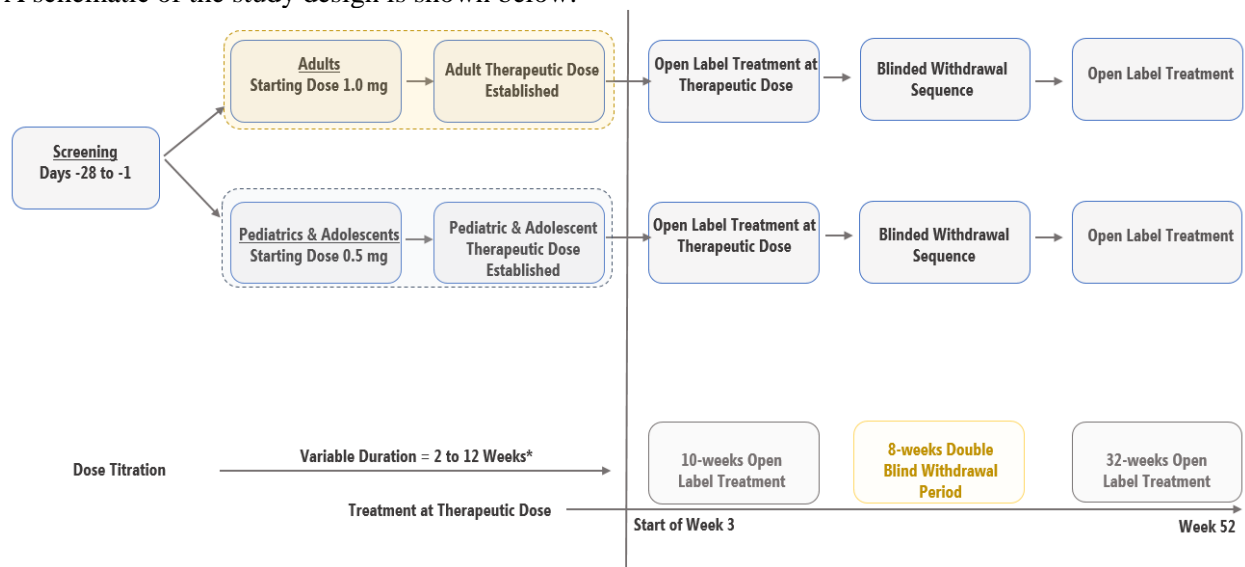 A schematic of the study design is shown below.
Adults
Starting Dose 1.0 mg
Adult Therapeutic Dose
Established
Open Label Treatment at
Therapeutic Dose
Blinded Withdrawal
Sequence
Open Label Treatment
Screening
Days -28 to -1
Pediatrics & Adolescents
Starting Dose 0.5 mg
Pediatric & Adolescent
Therapeutic Dose
Established
Open Label Treatment at
Therapeutic Dose
Blinded Withdrawal
Sequence
Open Label Treatment
Dose Titration
Variable Duration = 2 to 12 Weeks*
10-weeks Open
Label Treatment
8-weeks Double
Blind Withdrawal
Period
32-weeks Open
Label Treatment
Treatment at Therapeutic Dose
Start of Week 3
Week 52